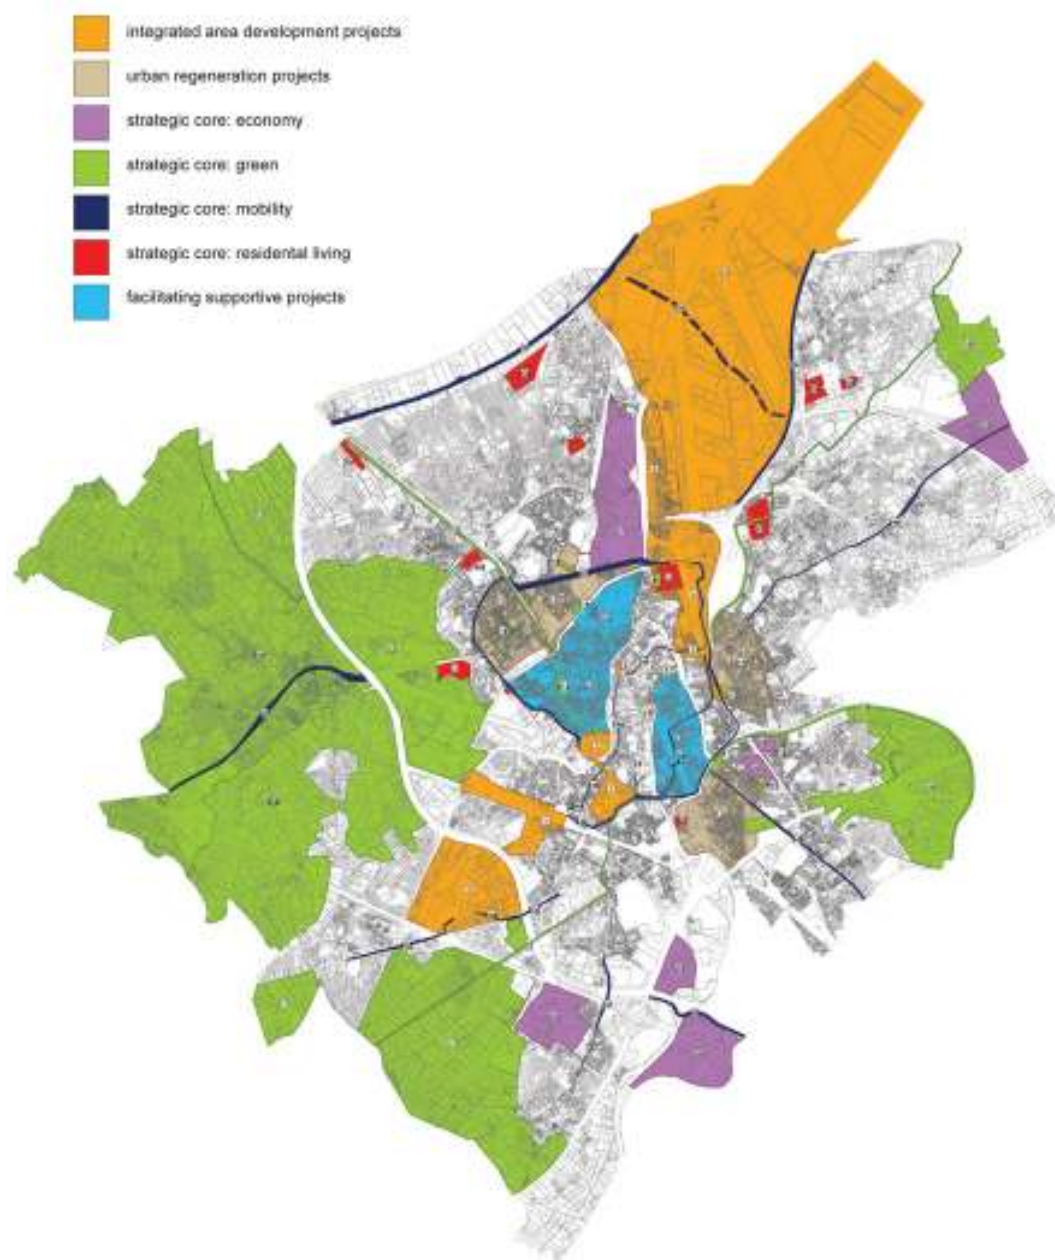 integrated area development projects
urban regeneration projects
strategic core: economy
strategic core: green
strategic core: mobility
strategic core: residental living
facilitating supportive projects